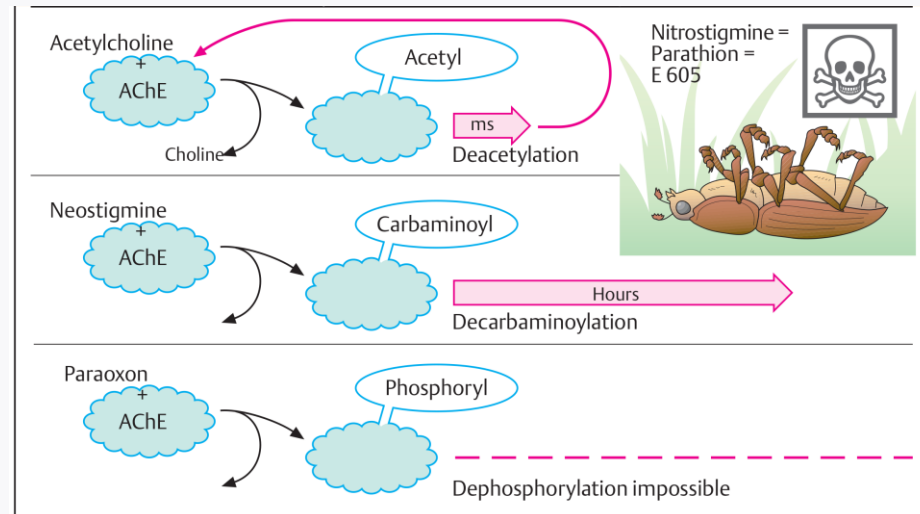 Acetylcholine
+
AChE
Choline
Acetyl
ms
Deacetylation
Nitrostigmine =
Parathion =
E 605
Neostigmine
+
AChE
Carbaminoyl
Hours
Decarbaminoylation
Paraoxon
+
AChE
Phosphoryl
Dephosphorylation impossible